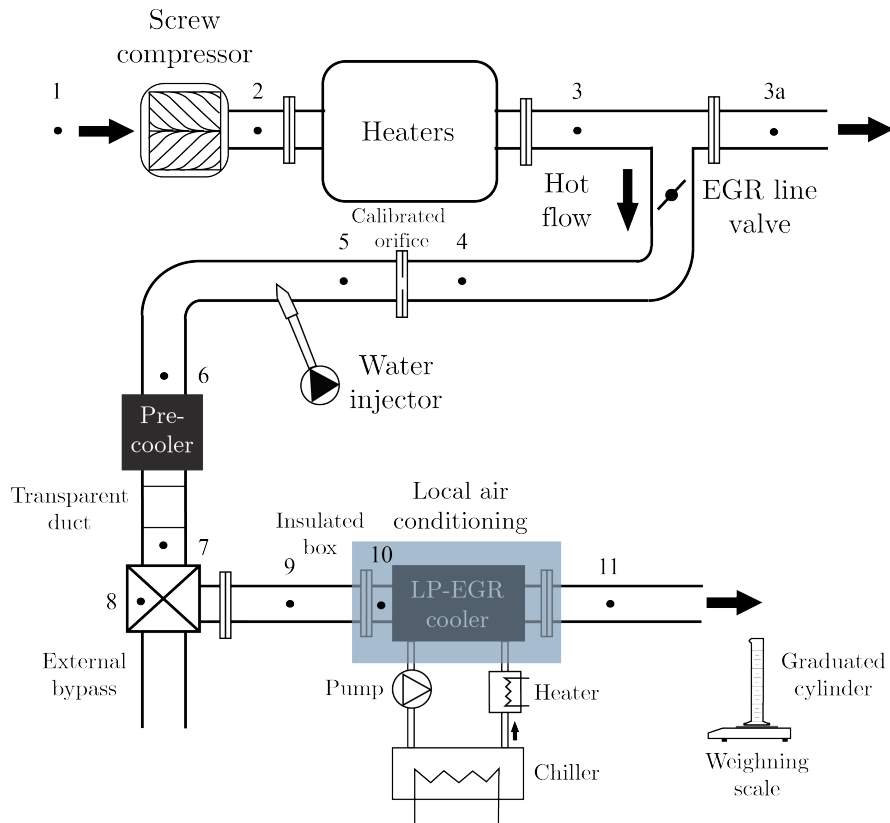 Screw
compressor
1
2
3
3a
Heaters
Hot
flow
EGR line
valve
Calibrated
orifice
5
4
Water
injector
6
Pre-
cooler
Transparent
duct
7
Local air
conditioning
Insulated
box
9
10
11
LP-EGR
cooler
8
External
bypass
Pump
Heater
Chiller
Graduated
cylinder
Weighning
scale